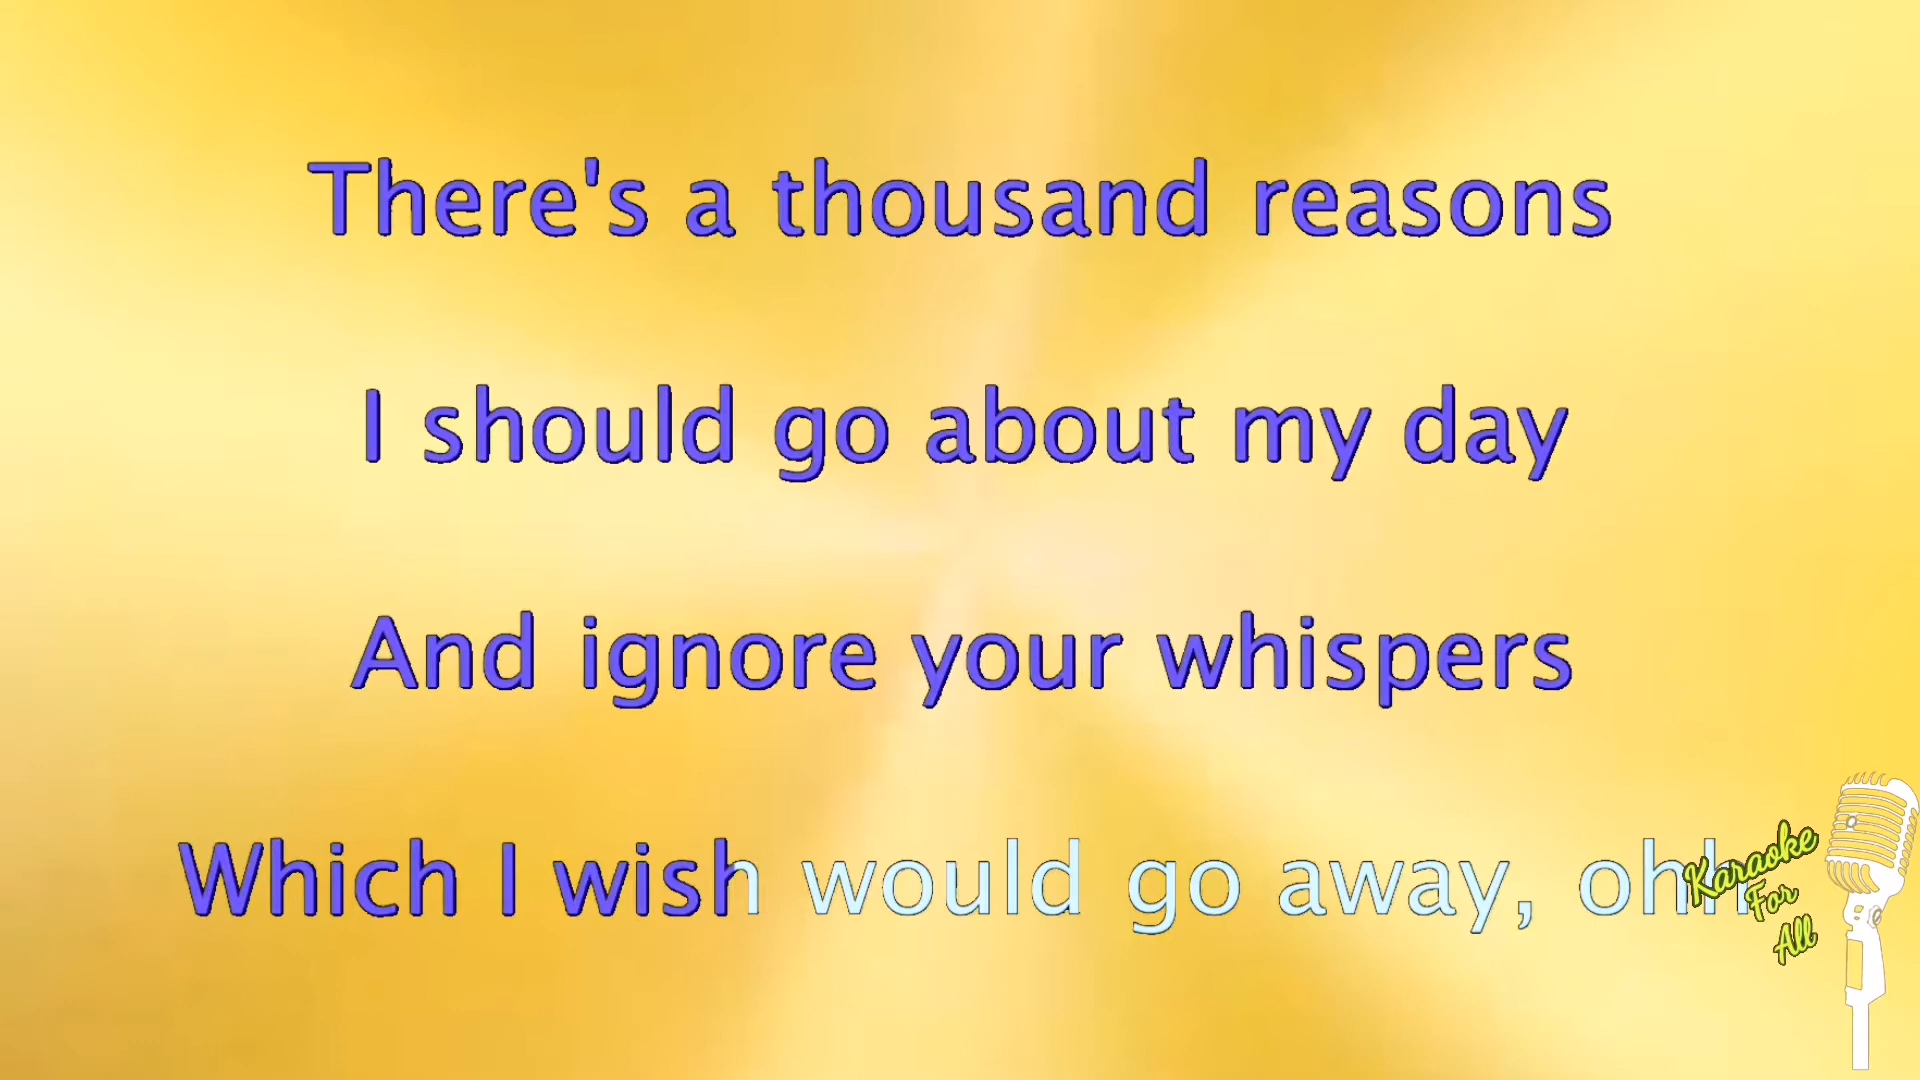 There's a thousand reasons
I should go about my day
And ignore your whispers
Which I wish would go away, ohh
Karaoke
For
All